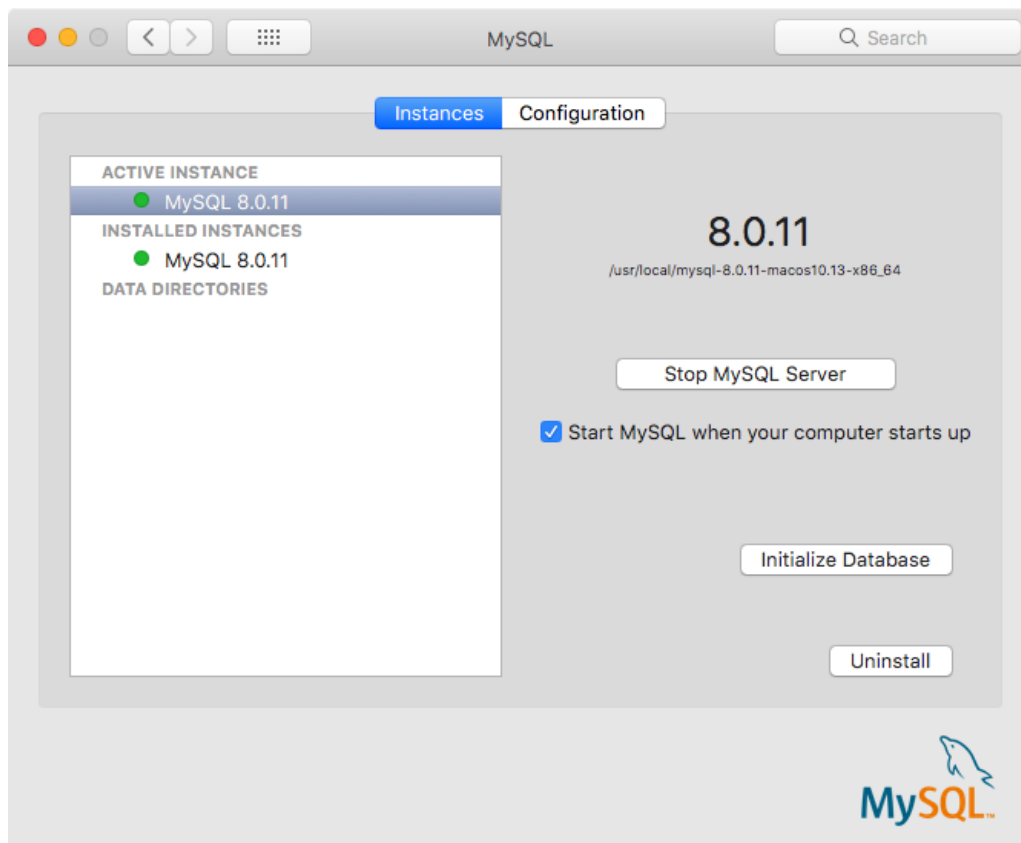 MySQL
Search
Instances
Configuration
ACTIVE INSTANCE
MySQL 8.0.11
INSTALLED INSTANCES
MySQL 8.0.11
DATA DIRECTORIES
8.0.11
/usr/local/mysql-8.0.11-macos10.13-x86_64
Stop MySQL Server
Start MySQL when your computer starts up
Initialize Database
Uninstall
MySQL™